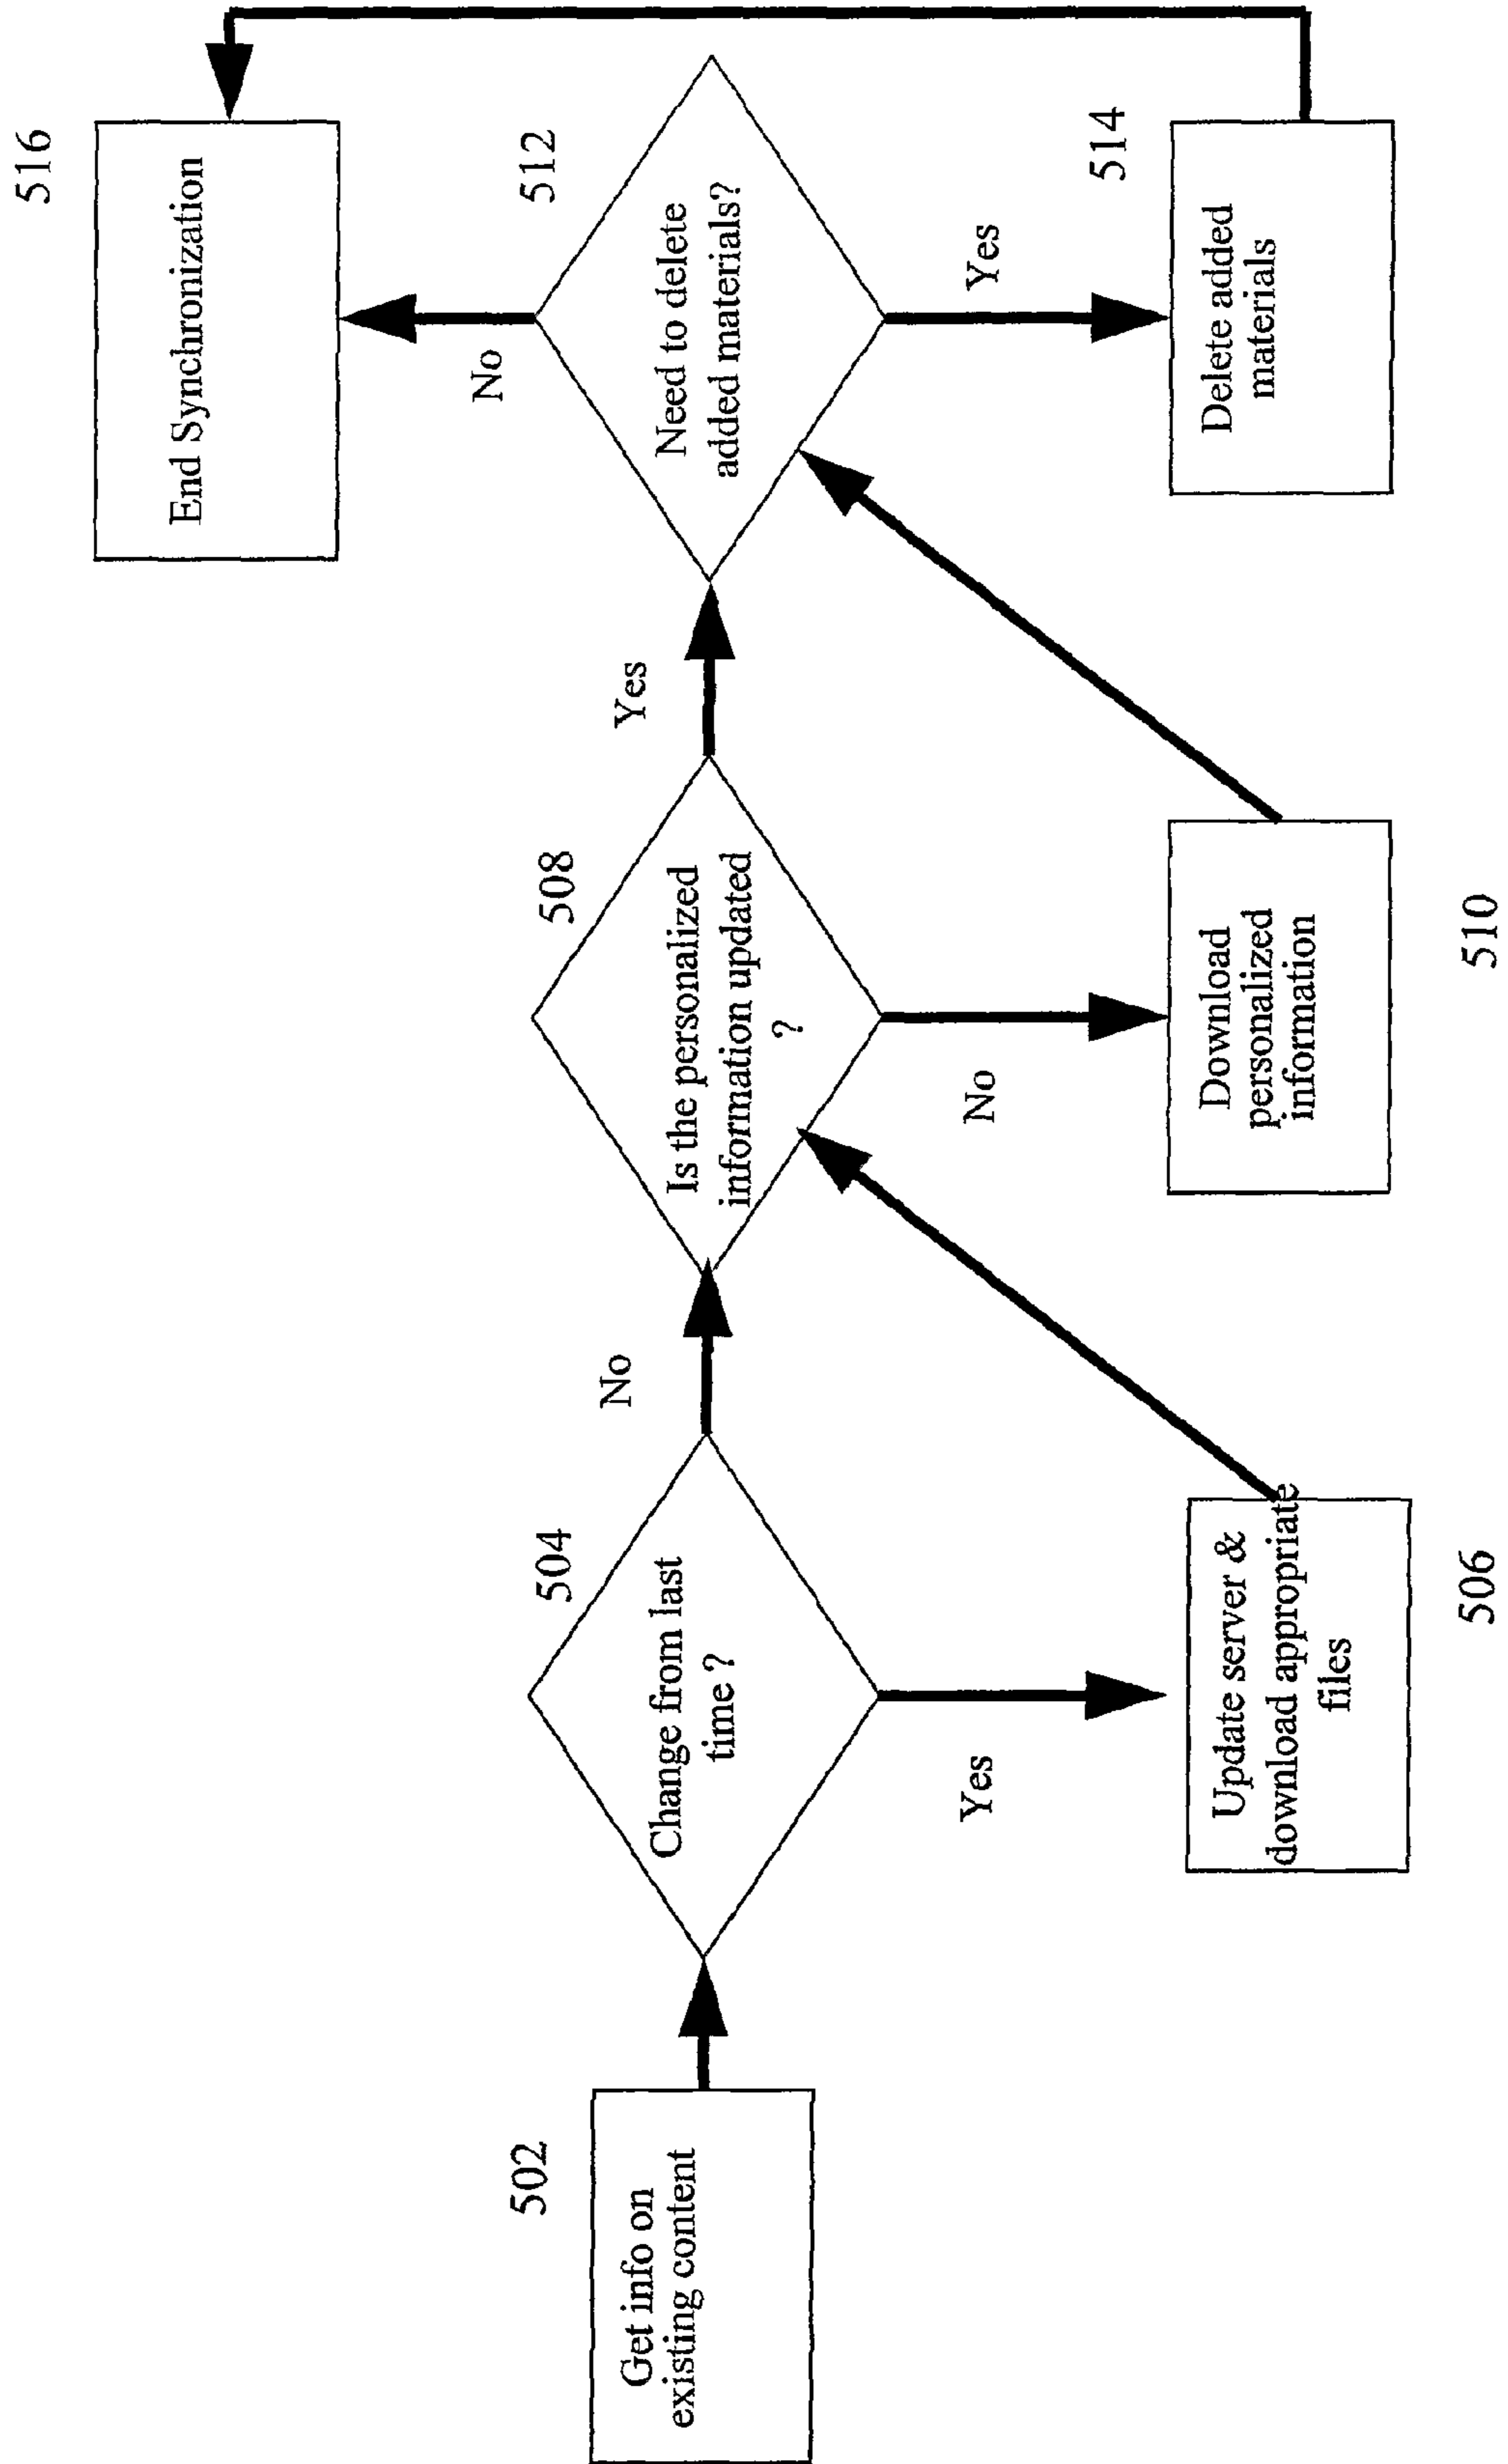 502
Get info on
existing content
504
Change from last
time ?
No
Yes
506
Update server &
download appropriate
files
508
Is the personalized
information updated
?
Yes
No
510
Download
personalized
information
512
Need to delete
added materials?
No
Yes
514
Delete added
materials
516
End Synchronization